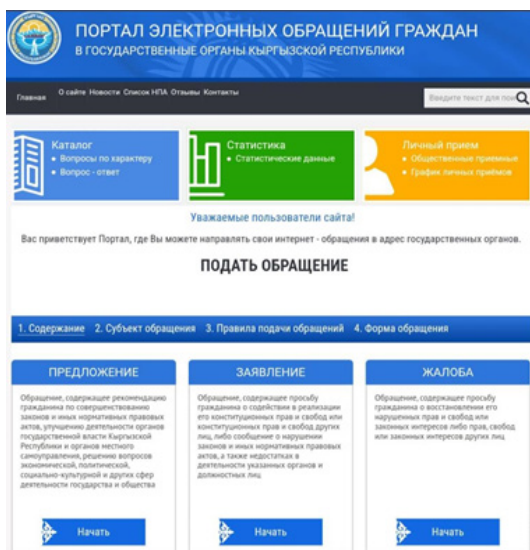 ПОРТАЛ ЭЛЕКТРОННЫХ ОБРАЩЕНИЙ ГРАЖДАН
В ГОСУДАРСТВЕННЫЕ ОРГАНЫ КЫРГЫЗСКОЙ РЕСПУБЛИКИ
Главная О сайте Новости Список НПА Отзывы Контакты Введите текст для пои
Каталог
• Вопросы по характеру
• Вопрос - ответ
Статистика
• Статистические данные
Личный прием
• Общественные приемные
• График личных приёмов
Уважаемые пользователи сайта!
Вас приветствует Портал, где Вы можете направлять свои интернет - обращения в адрес государственных органов.
ПОДАТЬ ОБРАЩЕНИЕ
1. Содержание 2. Субъект обращения 3. Правила подачи обращений 4. Форма обращения
ПРЕДЛОЖЕНИЕ
Обращение, содержащее рекомендацию
гражданина по совершенствованию
законов и иных нормативных правовых
актов, улучшению деятельности органов
государственной власти Кыргызской
Республики и органов местного
самоуправления, решению вопросов
экономической, политической,
социально-культурной и других сфер
деятельности государства и общества
Начать
ЗАЯВЛЕНИЕ
Обращение, содержащее просьбу
гражданина о содействии в реализации
его конституционных прав и свобод или
конституционных прав и свобод других
лиц, либо сообщение о нарушении
законов и иных нормативных правовых
актов, а также недостатках в
деятельности указанных органов и
должностных лиц
Начать
ЖАЛОБА
Обращение, содержащее просьбу
гражданина о восстановлении его
нарушенных прав и свобод или
законных интересов либо прав, свобод
или законных интересов других лиц
Начать